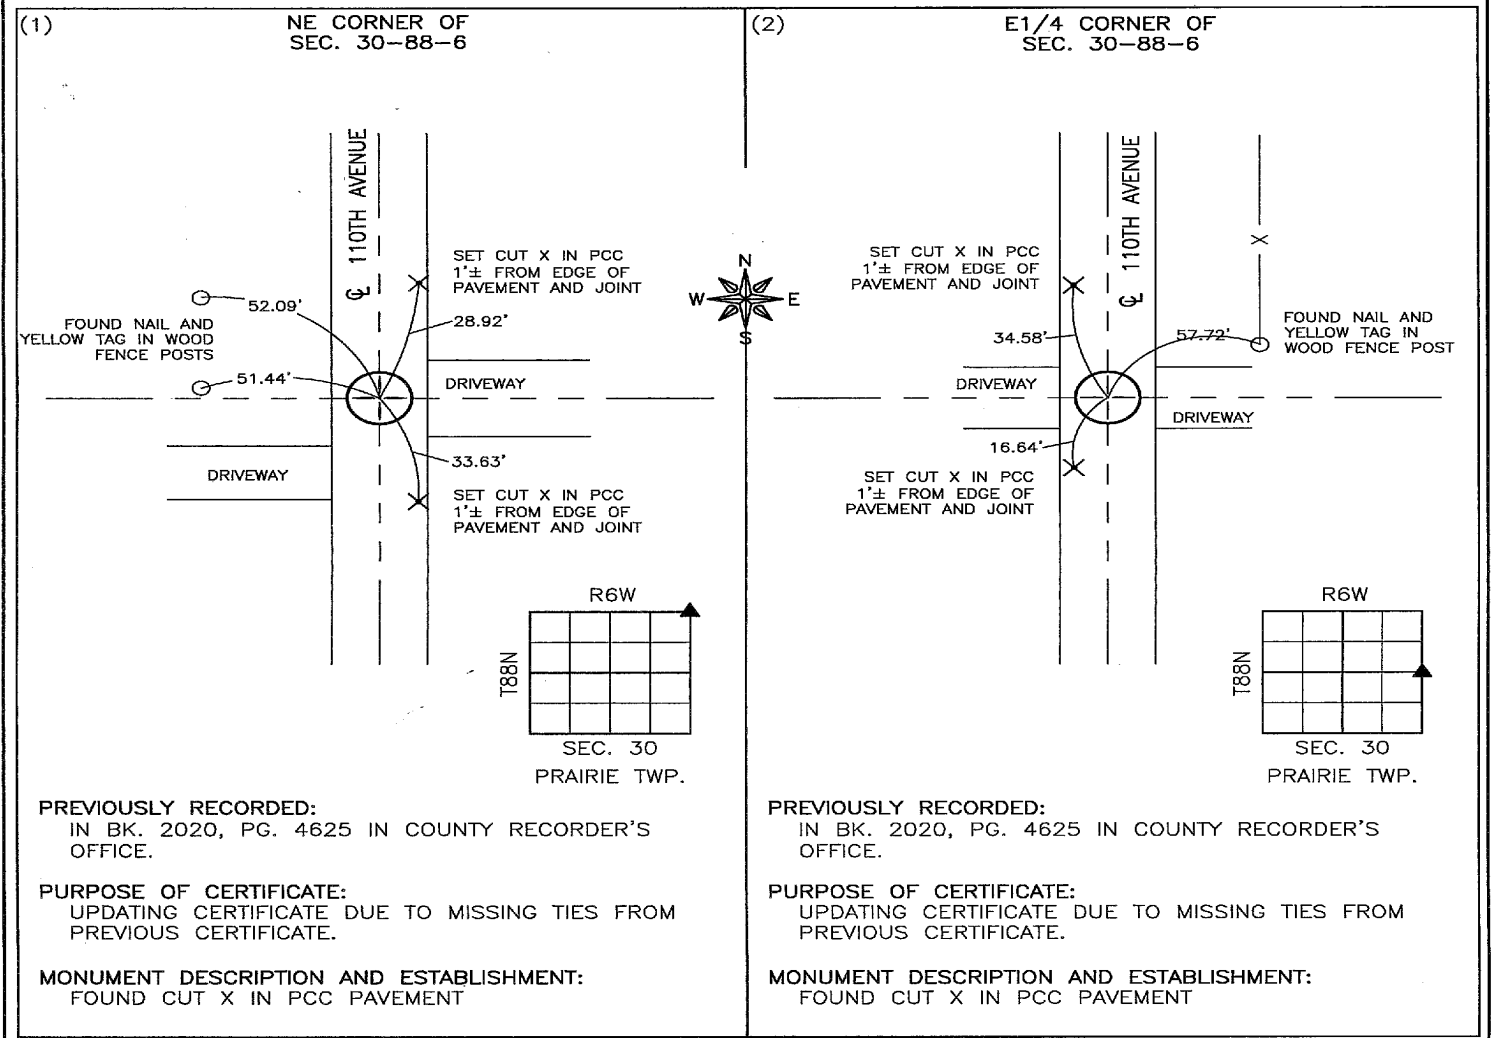 (1)
NE CORNER OF
SEC. 30-88-6
110TH AVENUE
℄
SET CUT X IN PCC
1'± FROM EDGE OF
PAVEMENT AND JOINT
52.09'
28.92'
FOUND NAIL AND
YELLOW TAG IN WOOD
FENCE POSTS
51.44'
DRIVEWAY
33.63'
DRIVEWAY
SET CUT X IN PCC
1'± FROM EDGE OF
PAVEMENT AND JOINT
R6W
T88N
SEC. 30
PRAIRIE TWP.
PREVIOUSLY RECORDED:
IN BK. 2020, PG. 4625 IN COUNTY RECORDER'S
OFFICE.
PURPOSE OF CERTIFICATE:
UPDATING CERTIFICATE DUE TO MISSING TIES FROM
PREVIOUS CERTIFICATE.
MONUMENT DESCRIPTION AND ESTABLISHMENT:
FOUND CUT X IN PCC PAVEMENT
N
W
E
S
(2)
E1/4 CORNER OF
SEC. 30-88-6
110TH AVENUE
℄
X
SET CUT X IN PCC
1'± FROM EDGE OF
PAVEMENT AND JOINT
34.58'
57.72'
FOUND NAIL AND
YELLOW TAG IN
WOOD FENCE POST
DRIVEWAY
DRIVEWAY
16.64'
SET CUT X IN PCC
1'± FROM EDGE OF
PAVEMENT AND JOINT
R6W
T88N
SEC. 30
PRAIRIE TWP.
PREVIOUSLY RECORDED:
IN BK. 2020, PG. 4625 IN COUNTY RECORDER'S
OFFICE.
PURPOSE OF CERTIFICATE:
UPDATING CERTIFICATE DUE TO MISSING TIES FROM
PREVIOUS CERTIFICATE.
MONUMENT DESCRIPTION AND ESTABLISHMENT:
FOUND CUT X IN PCC PAVEMENT